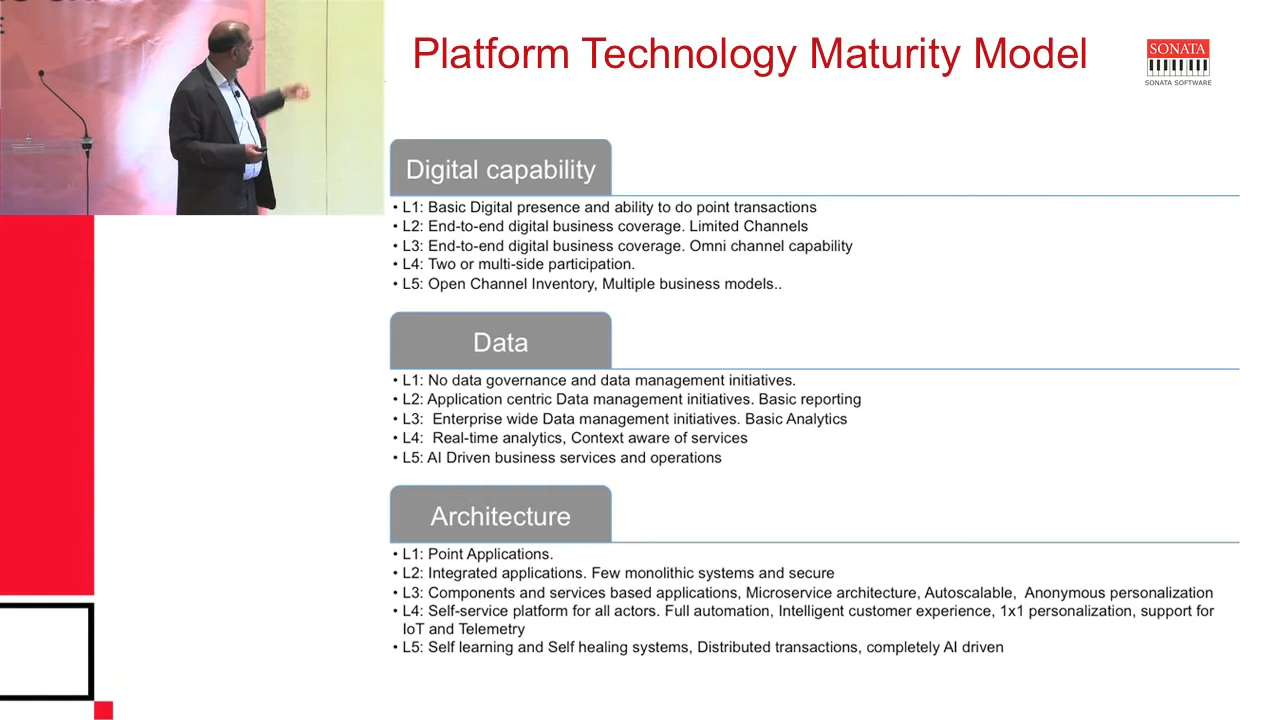 Platform Technology Maturity Model
SONATA
SONATA SOFTWARE
Digital capability
• L1: Basic Digital presence and ability to do point transactions
• L2: End-to-end digital business coverage. Limited Channels
• L3: End-to-end digital business coverage. Omni channel capability
• L4: Two or multi-side participation.
• L5: Open Channel Inventory, Multiple business models..
Data
• L1: No data governance and data management initiatives.
• L2: Application centric Data management initiatives. Basic reporting
• L3:  Enterprise wide Data management initiatives. Basic Analytics
• L4:  Real-time analytics, Context aware of services
• L5: AI Driven business services and operations
Architecture
• L1: Point Applications.
• L2: Integrated applications. Few monolithic systems and secure
• L3: Components and services based applications, Microservice architecture, Autoscalable,  Anonymous personalization
• L4: Self-service platform for all actors. Full automation, Intelligent customer experience, 1x1 personalization, support for
IoT and Telemetry
• L5: Self learning and Self healing systems, Distributed transactions, completely AI driven